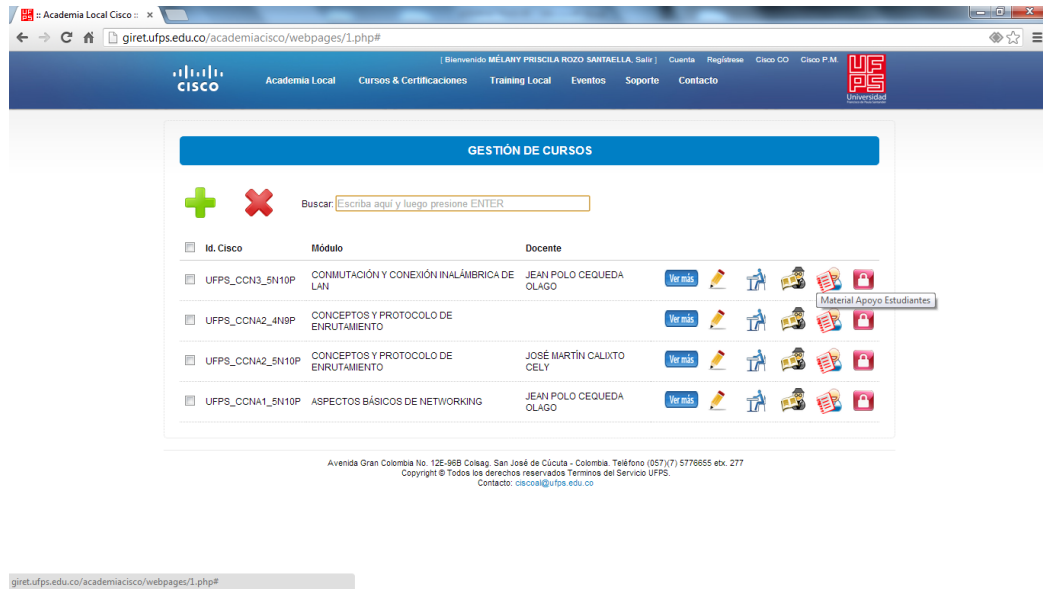 :: Academia Local Cisco ::
giret.ufps.edu.co/academiacisco/webpages/1.php#
[ Bienvenido MÉLANY PRISCILA ROZO SANTAELLA, Salir ] Cuenta Regístrese Cisco CO Cisco P.M.
CISCO
Academia Local Cursos & Certificaciones Training Local Eventos Soporte Contacto
UFPS
Universidad
Francisco de Paula Santander
GESTIÓN DE CURSOS
Buscar: Escriba aquí y luego presione ENTER
Id. Cisco Módulo Docente
UFPS_CCN3_5N10P CONMUTACIÓN Y CONEXIÓN INALÁMBRICA DE LAN JEAN POLO CEQUEDA OLAGO Ver más
Material Apoyo Estudiantes
UFPS_CCNA2_4N9P CONCEPTOS Y PROTOCOLO DE ENRUTAMIENTO Ver más
UFPS_CCNA2_5N10P CONCEPTOS Y PROTOCOLO DE ENRUTAMIENTO JOSÉ MARTÍN CALIXTO CELY Ver más
UFPS_CCNA1_5N10P ASPECTOS BÁSICOS DE NETWORKING JEAN POLO CEQUEDA OLAGO Ver más
Avenida Gran Colombia No. 12E-96B Colsag. San José de Cúcuta - Colombia. Teléfono (057)(7) 5776655 etx. 277
Copyright © Todos los derechos reservados Terminos del Servicio UFPS.
Contacto: ciscoal@ufps.edu.co
giret.ufps.edu.co/academiacisco/webpages/1.php#